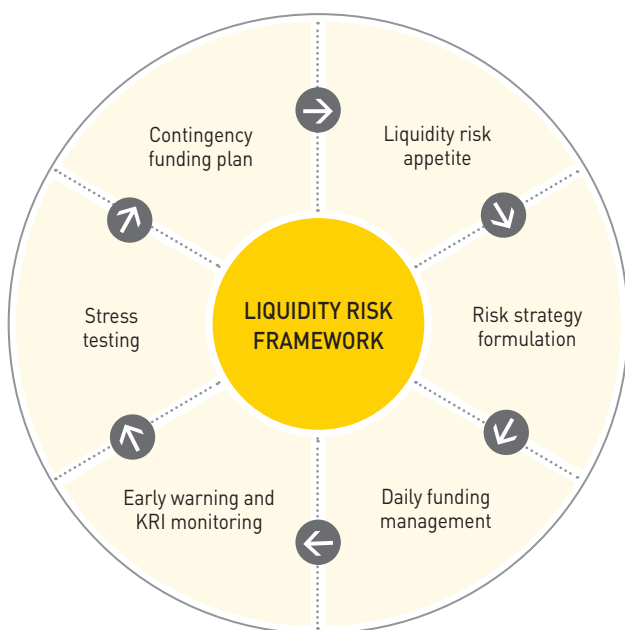 Contingency
funding plan
Liquidity risk
appetite
Stress
testing
LIQUIDITY RISK
FRAMEWORK
Risk strategy
formulation
Early warning and
KRI monitoring
Daily funding
management